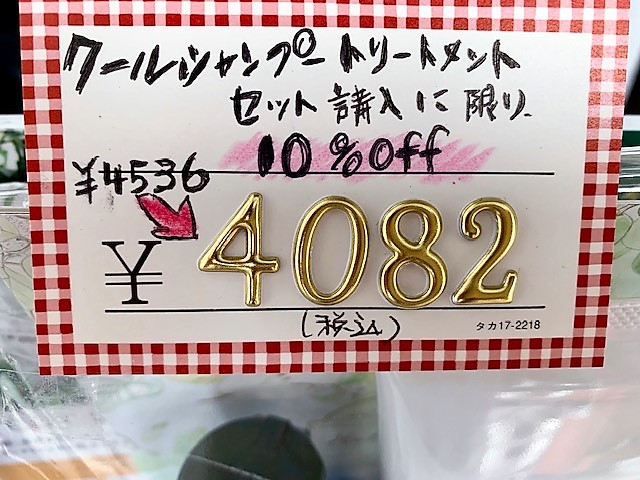 クールシャンプートリートメント
セット講入に限り
10%off
¥4536
¥4082
(税込)
タカ17-2218